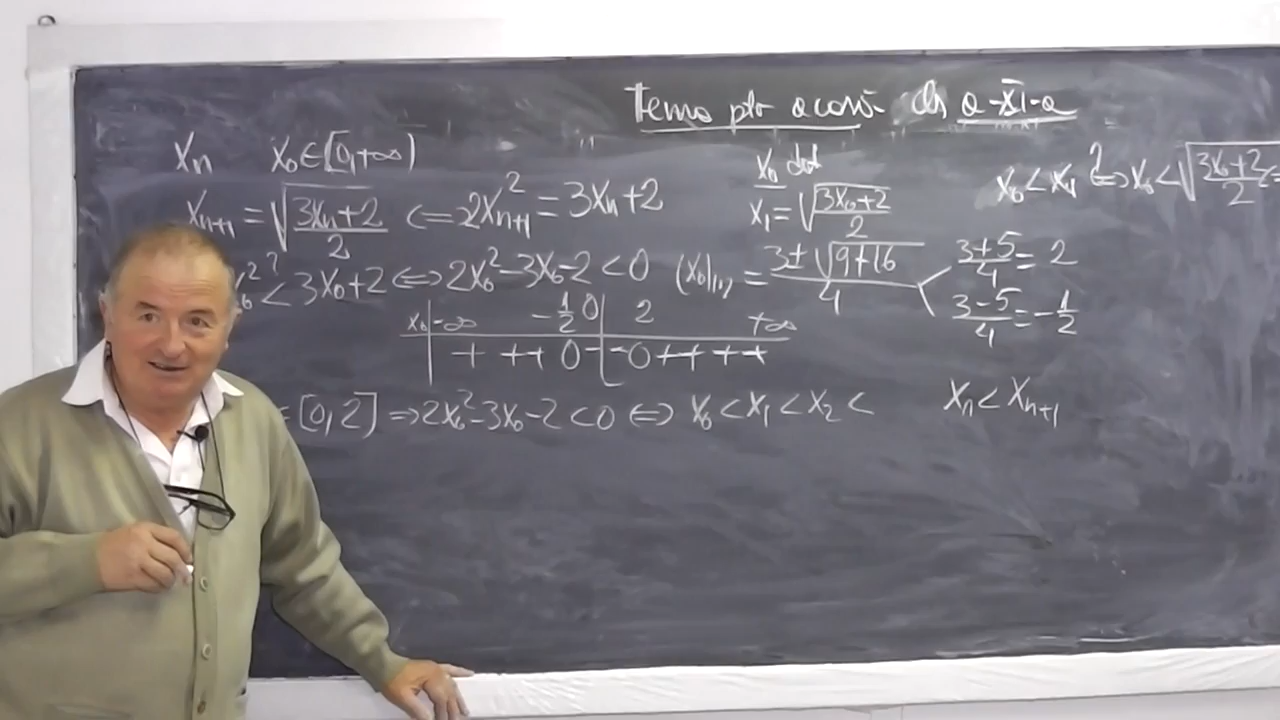 Tema ptr acasă cls a-XI-a
Xn X₀∈[0,+∞)
Xn+1 = √((3Xn+2)/2) <= 2X²n+1 = 3Xn+2
X₀ dat
X₁ = √((3X₀+2)/2)
X₀ < X₁ <=>? X₀ < √((3X₀+2)/2) <=
² <? 3X₀+2 <=> 2X₀²-3X₀-2 < 0 (X₀)₁,₂ = (3±√(9+16))/4
(3+5)/4 = 2
(3-5)/4 = -1/2
X₀ -∞ -1/2 0 2 +∞
+ ++ 0 - - 0 ++ ++
∈ [0,2] => 2X₀²-3X₀-2 < 0 <=> X₀ < X₁ < X₂ < Xn < Xn+1